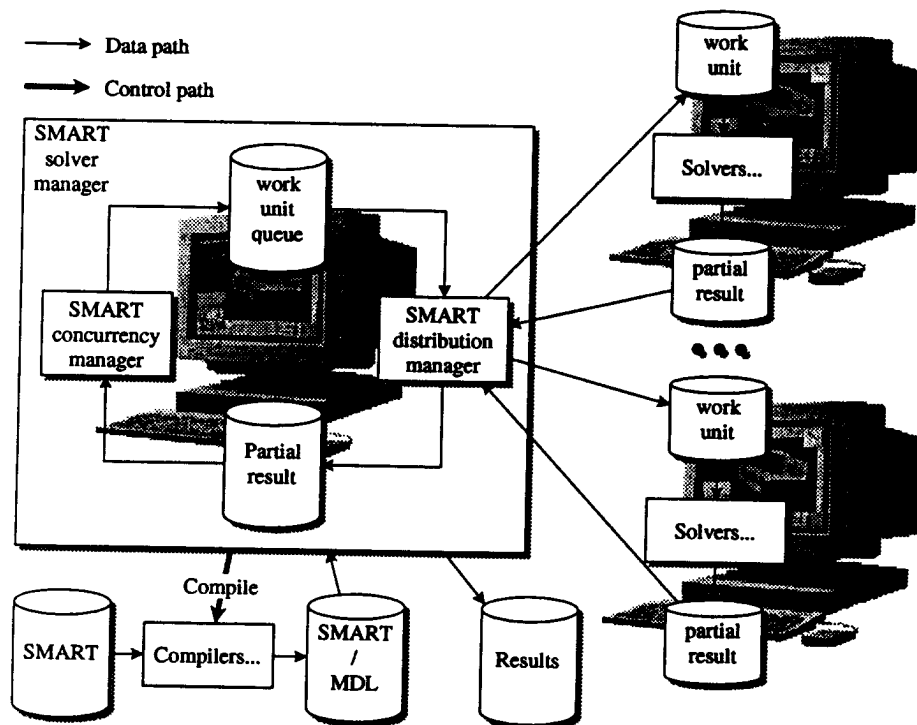 Data path
Control path
SMART
solver
manager
work
unit
queue
SMART
concurrency
manager
SMART
distribution
manager
Partial
result
work
unit
Solvers...
partial
result
work
unit
Solvers...
partial
result
Compile
SMART
Compilers...
SMART
/
MDL
Results